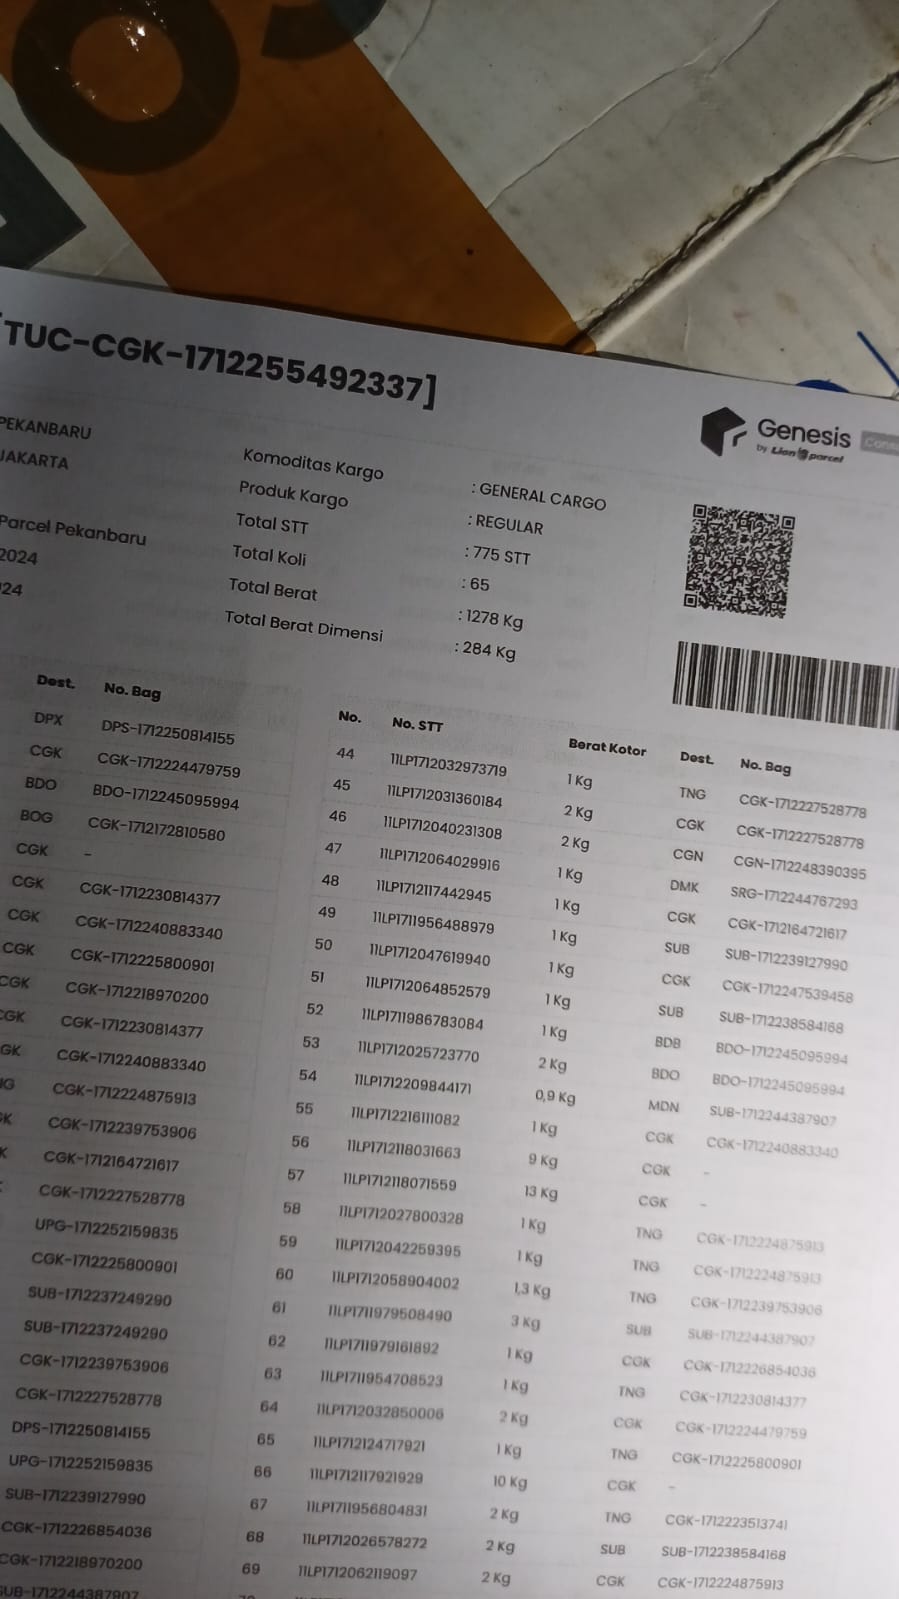 TUC-CGK-1712255492337]
Genesis
by Lion parcel
PEKANBARU
JAKARTA
Parcel Pekanbaru
2024
24
Komoditas Kargo : GENERAL CARGO
Produk Kargo : REGULAR
Total STT : 775 STT
Total Koli : 65
Total Berat : 1278 Kg
Total Berat Dimensi : 284 Kg
Dest. No. Bag
DPX DPS-1712250814155
CGK CGK-1712224479759
BDO BDO-1712245095994
BOG CGK-1712172810580
CGK -
CGK CGK-1712230814377
CGK CGK-1712240883340
CGK CGK-1712225800901
CGK CGK-1712218970200
CGK CGK-1712230814377
GK CGK-1712240883340
NG CGK-1712224875913
K CGK-1712239753906
K CGK-1712164721617
CGK-1712227528778
UPG-1712252159835
CGK-1712225800901
SUB-1712237249290
SUB-1712237249290
CGK-1712239753906
CGK-1712227528778
DPS-1712250814155
UPG-1712252159835
SUB-1712239127990
CGK-1712226854036
CGK-1712218970200
SUB-1712244387907
No. No. STT Berat Kotor Dest. No. Bag
44 11LP1712032973719 1 Kg TNG CGK-1712227528778
45 11LP1712031360184 2 Kg CGK CGK-1712227528778
46 11LP1712040231308 2 Kg CGN CGN-1712248390395
47 11LP1712064029916 1 Kg DMK SRG-1712244767293
48 11LP1712117442945 1 Kg CGK CGK-1712164721617
49 11LP1711956488979 1 Kg SUB SUB-1712239127990
50 11LP1712047619940 1 Kg CGK CGK-1712247539458
51 11LP1712064852579 1 Kg SUB SUB-1712238584168
52 11LP1711986783084 1 Kg BDB BDO-1712245095994
53 11LP1712025723770 2 Kg BDO BDO-1712245095994
54 11LP1712209844171 0,9 Kg MDN SUB-1712244387907
55 11LP1712216111082 1 Kg CGK CGK-1712240883340
56 11LP1712118031663 9 Kg CGK -
57 11LP1712118071559 13 Kg CGK -
58 11LP1712027800328 1 Kg TNG CGK-1712224875913
59 11LP1712042259395 1 Kg TNG CGK-1712224875913
60 11LP1712058904002 1,3 Kg TNG CGK-1712239753906
61 11LP1711979508490 3 Kg SUB SUB-1712244387907
62 11LP1711979161892 1 Kg CGK CGK-1712226854036
63 11LP1711954708523 1 Kg TNG CGK-1712230814377
64 11LP1712032850006 2 Kg CGK CGK-1712224479759
65 11LP1712124717921 1 Kg TNG CGK-1712225800901
66 11LP1712117921929 10 Kg CGK -
67 11LP1711956804831 2 Kg TNG CGK-1712223513741
68 11LP1712026578272 2 Kg SUB SUB-1712238584168
69 11LP1712062119097 2 Kg CGK CGK-1712224875913